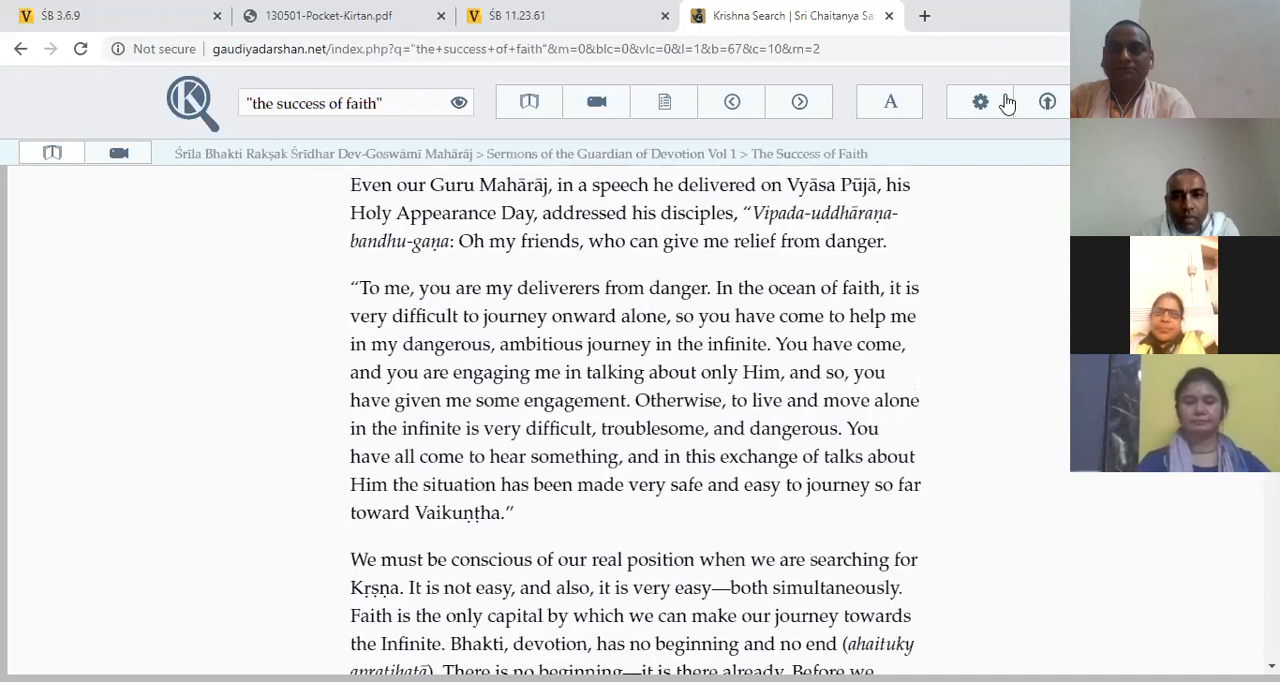 ŚB 3.6.9
130501-Pocket-Kirtan.pdf
ŚB 11.23.61
Krishna Search | Sri Chaitanya Sa
Not secure | gaudiyadarshan.net/index.php?q="the+success+of+faith"&m=0&blc=0&vlc=0&l=1&b=67&c=10&rn=2
K
"the success of faith"
A
Śrīla Bhakti Rakṣak Śrīdhar Dev-Goswāmī Mahārāj > Sermons of the Guardian of Devotion Vol 1 > The Success of Faith
Even our Guru Mahārāj, in a speech he delivered on Vyāsa Pūjā, his
Holy Appearance Day, addressed his disciples, “Vipada-uddhāraṇa-
bandhu-gaṇa: Oh my friends, who can give me relief from danger.
“To me, you are my deliverers from danger. In the ocean of faith, it is
very difficult to journey onward alone, so you have come to help me
in my dangerous, ambitious journey in the infinite. You have come,
and you are engaging me in talking about only Him, and so, you
have given me some engagement. Otherwise, to live and move alone
in the infinite is very difficult, troublesome, and dangerous. You
have all come to hear something, and in this exchange of talks about
Him the situation has been made very safe and easy to journey so far
toward Vaikuṇṭha.”
We must be conscious of our real position when we are searching for
Kṛṣṇa. It is not easy, and also, it is very easy—both simultaneously.
Faith is the only capital by which we can make our journey towards
the Infinite. Bhakti, devotion, has no beginning and no end (ahaituky
apratihatā). There is no beginning—it is there already. Before we